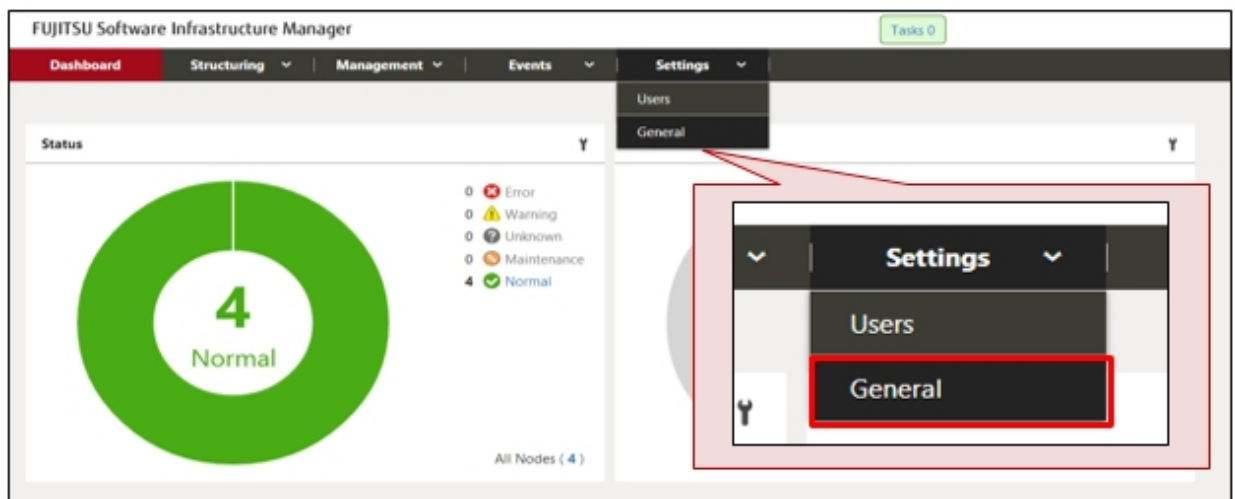 FUJITSU Software Infrastructure Manager
Tasks 0
Dashboard Structuring Management Events Settings
Users
General
Status
0 Error
0 Warning
0 Unknown
0 Maintenance
4 Normal
4
Normal
All Nodes ( 4 )
Settings
Users
General